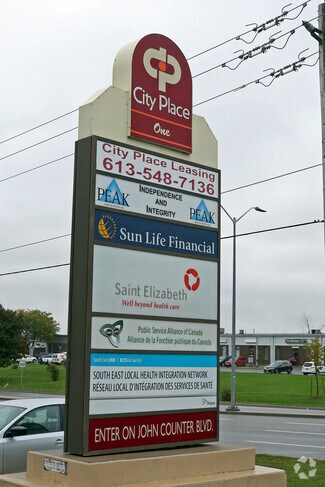 City Place
One
City Place Leasing
613-548-7136
PEAK
Independence
and
Integrity
PEAK
Sun Life Financial
Saint Elizabeth
Well beyond health care
Public Service Alliance of Canada
Alliance de la Fonction publique du Canada
SOUTH EAST LOCAL HEALTH INTEGRATION NETWORK
RÉSEAU LOCAL D'INTÉGRATION DES SERVICES DE SANTÉ
Ontario
ENTER ON JOHN COUNTER BLVD.